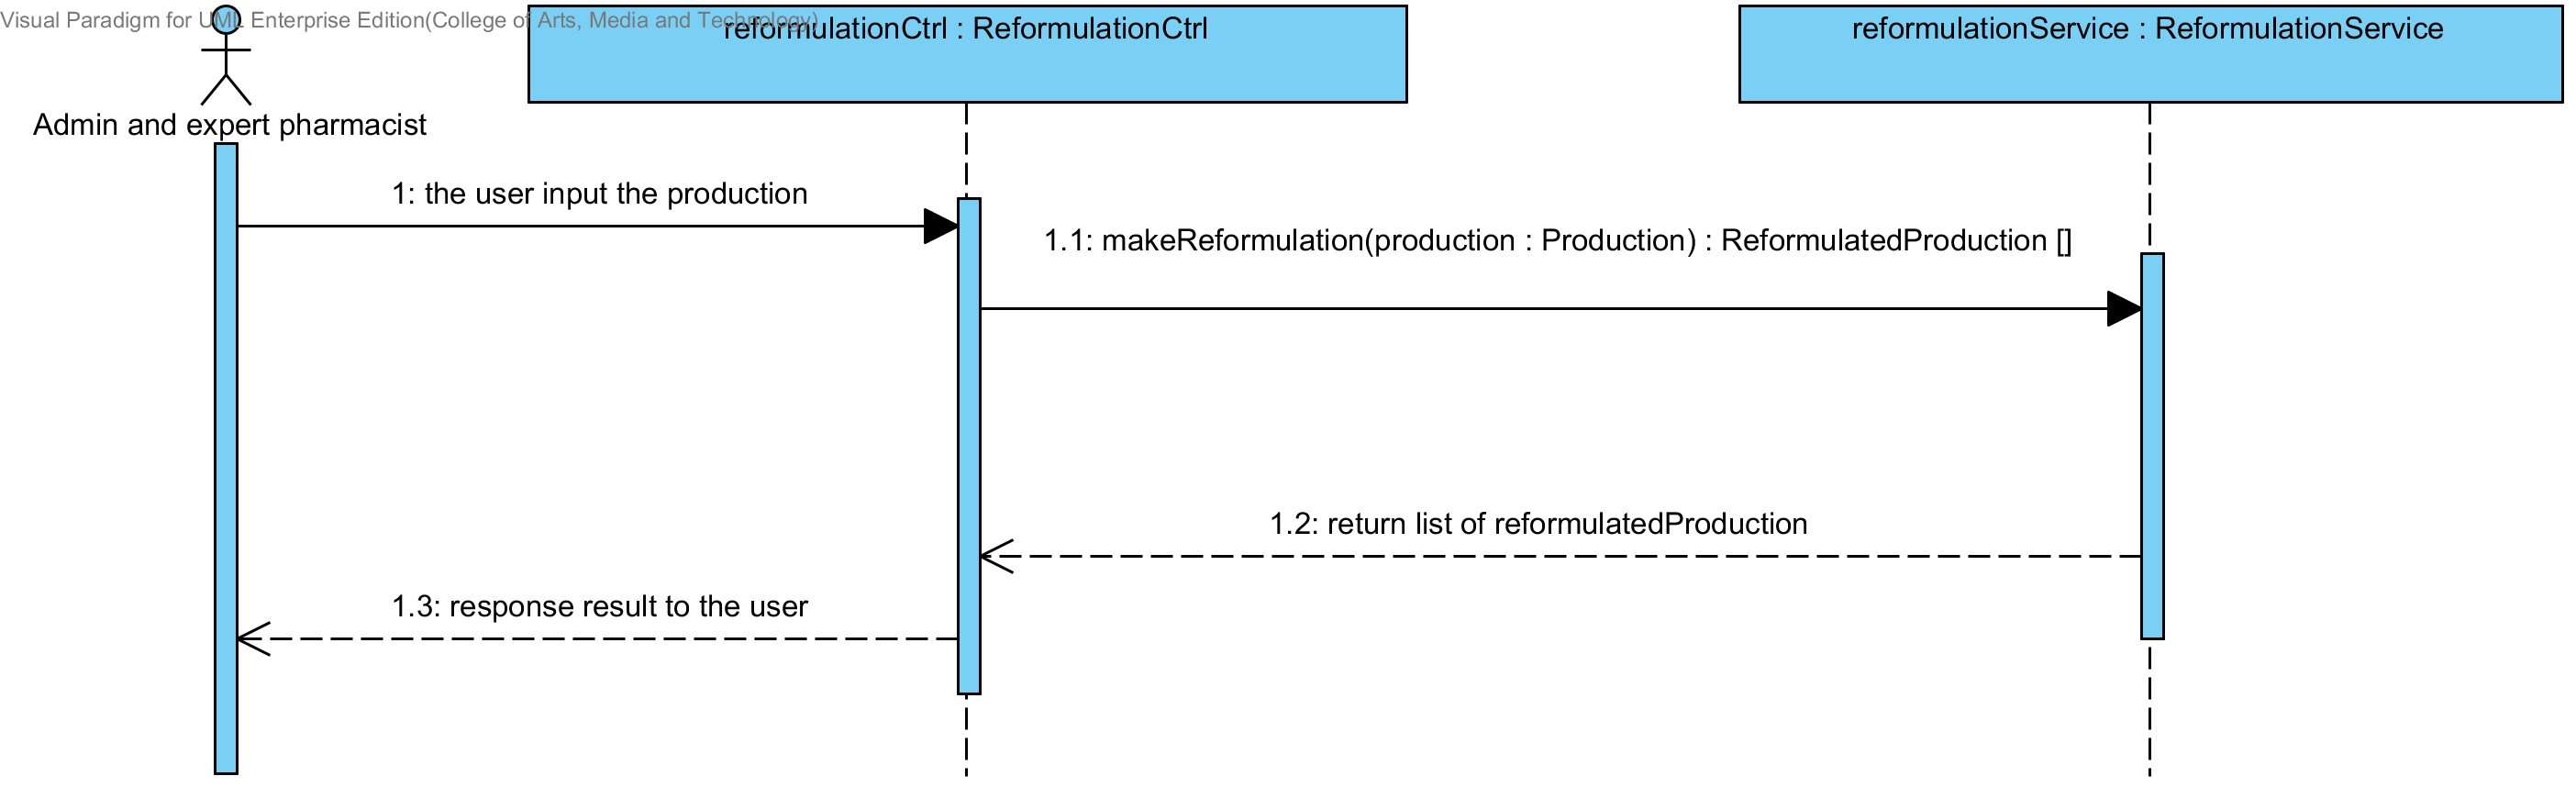 Visual Paradigm for UML Enterprise Edition(College of Arts, Media and Technology)
reformulationCtrl : ReformulationCtrl
reformulationService : ReformulationService
Admin and expert pharmacist
1: the user input the production
1.1: makeReformulation(production : Production) : ReformulatedProduction []
1.2: return list of reformulatedProduction
1.3: response result to the user